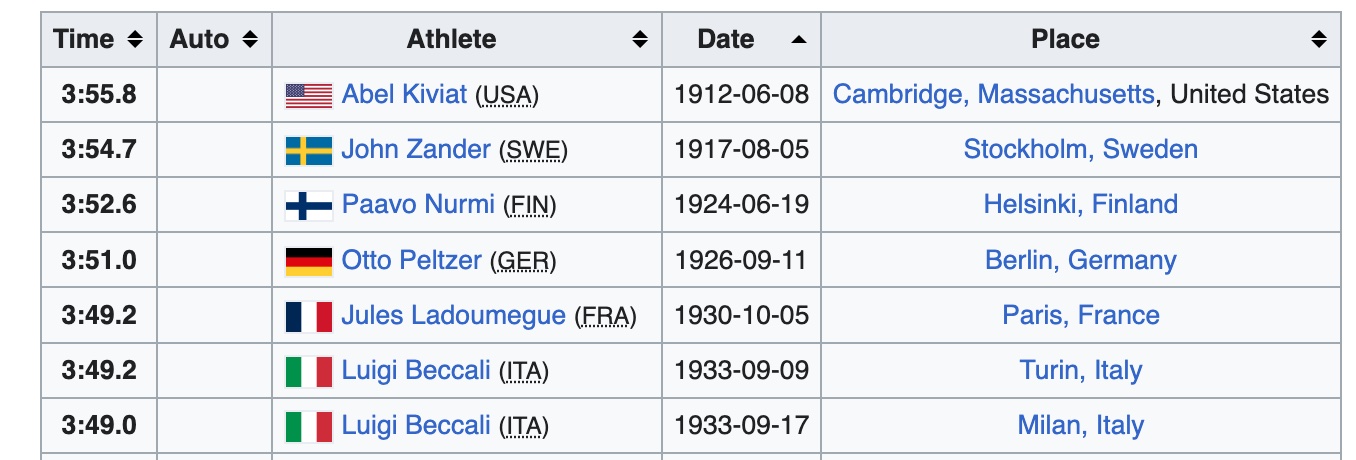 Time Auto Athlete Date Place
3:55.8 Abel Kiviat (USA) 1912-06-08 Cambridge, Massachusetts, United States
3:54.7 John Zander (SWE) 1917-08-05 Stockholm, Sweden
3:52.6 Paavo Nurmi (FIN) 1924-06-19 Helsinki, Finland
3:51.0 Otto Peltzer (GER) 1926-09-11 Berlin, Germany
3:49.2 Jules Ladoumegue (FRA) 1930-10-05 Paris, France
3:49.2 Luigi Beccali (ITA) 1933-09-09 Turin, Italy
3:49.0 Luigi Beccali (ITA) 1933-09-17 Milan, Italy